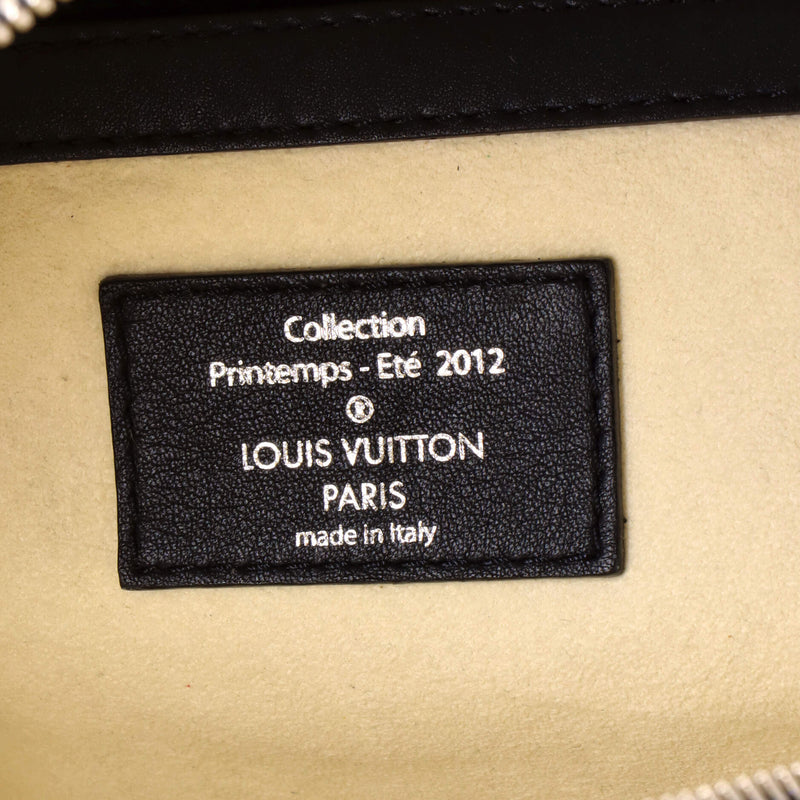 Collection
Printemps - Eté 2012
®
LOUIS VUITTON
PARIS
made in Italy